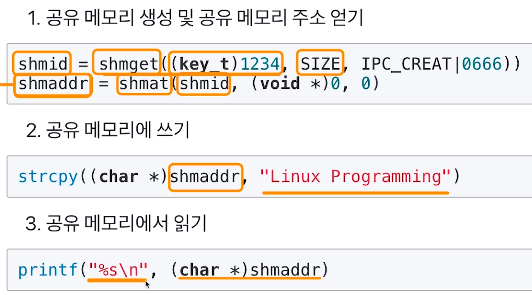 1. 공유 메모리 생성 및 공유 메모리 주소 얻기
shmid = shmget((key_t)1234, SIZE, IPC_CREAT|0666))
shmaddr = shmat(shmid, (void *)0, 0)
2. 공유 메모리에 쓰기
strcpy((char *)shmaddr, "Linux Programming")
3. 공유 메모리에서 읽기
printf("%s\n", (char *)shmaddr)